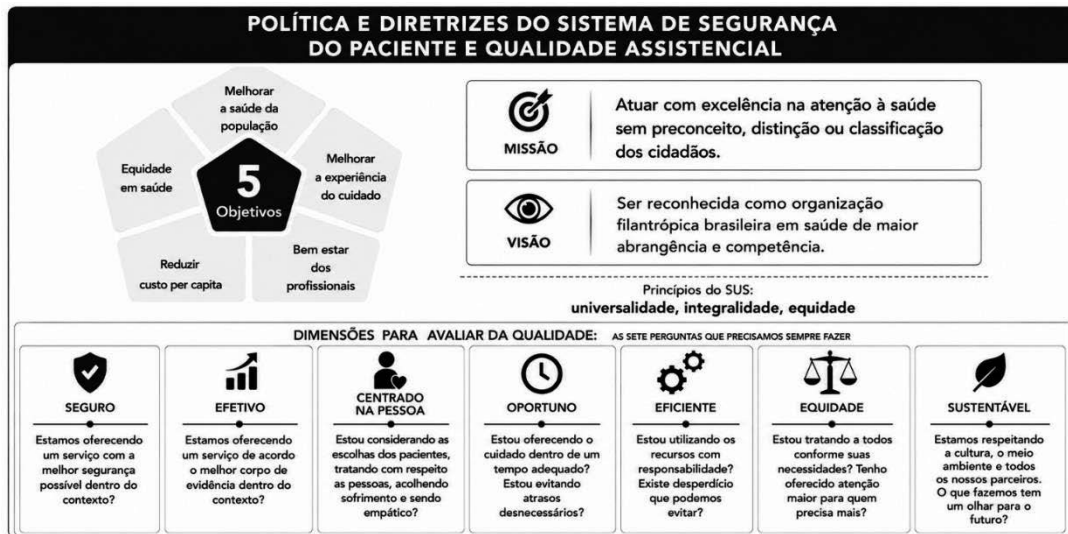 POLÍTICA E DIRETRIZES DO SISTEMA DE SEGURANÇA
DO PACIENTE E QUALIDADE ASSISTENCIAL
Melhorar
a saúde da
população
Equidade
em saúde
Melhorar
a experiência
do cuidado
5
Objetivos
Reduzir
custo per capita
Bem estar
dos
profissionais
MISSÃO
Atuar com excelência na atenção à saúde
sem preconceito, distinção ou classificação
dos cidadãos.
VISÃO
Ser reconhecida como organização
filantrópica brasileira em saúde de maior
abrangência e competência.
Princípios do SUS:
universalidade, integralidade, equidade
DIMENSÕES PARA AVALIAR DA QUALIDADE: AS SETE PERGUNTAS QUE PRECISAMOS SEMPRE FAZER
SEGURO
Estamos oferecendo
um serviço com a
melhor segurança
possível dentro do
contexto?
EFETIVO
Estamos oferecendo
um serviço de acordo
o melhor corpo de
evidência dentro do
contexto?
CENTRADO
NA PESSOA
Estou considerando as
escolhas dos pacientes,
tratando com respeito
as pessoas, acolhendo
sofrimento e sendo
empático?
OPORTUNO
Estou oferecendo o
cuidado dentro de um
tempo adequado?
Estou evitando
atrasos
desnecessários?
EFICIENTE
Estou utilizando os
recursos com
responsabilidade?
Existe desperdício
que podemos
evitar?
EQUIDADE
Estou tratando a todos
conforme suas
necessidades? Tenho
oferecido atenção
maior para quem
precisa mais?
SUSTENTÁVEL
Estamos respeitando
a cultura, o meio
ambiente e todos
os nossos parceiros.
O que fazemos tem
um olhar para o
futuro?